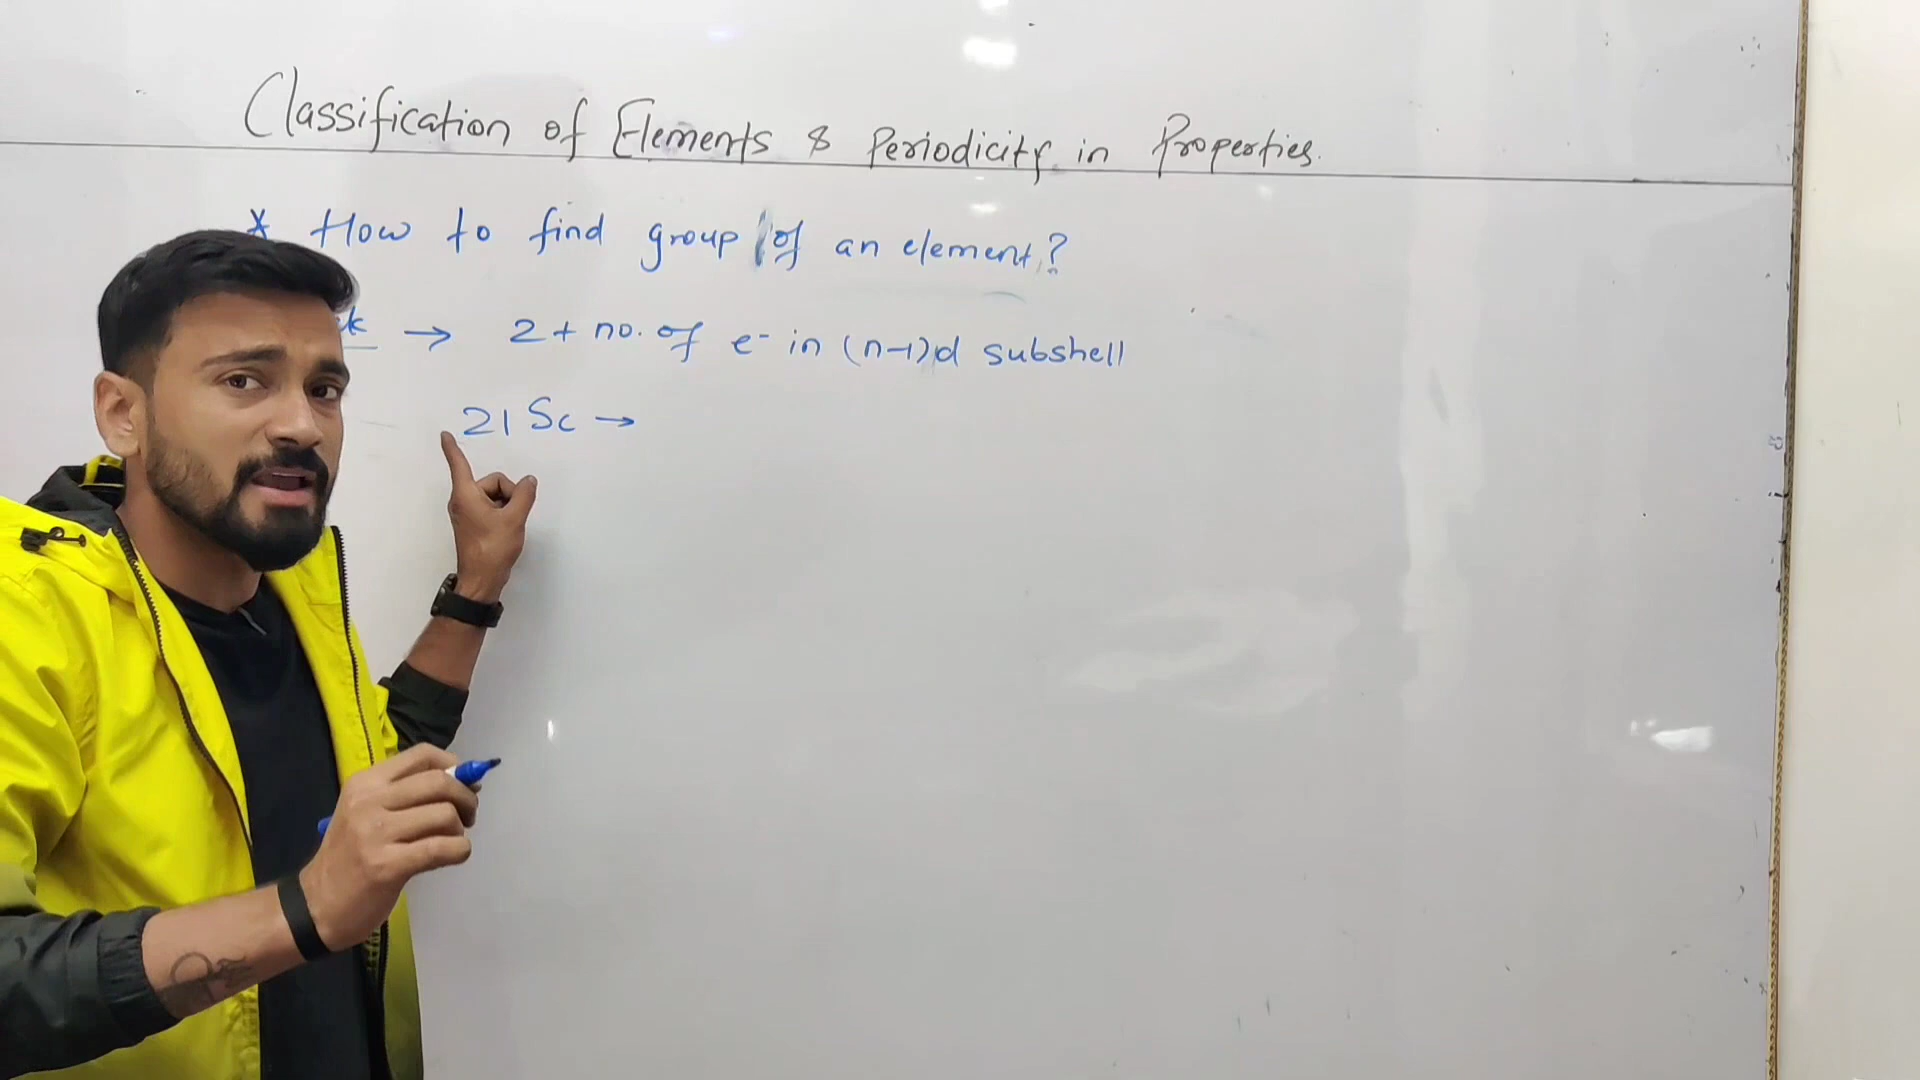 Classification of Elements & Periodicity in Properties.
* How to find group of an element?
→ 2 + no. of e- in (n-1)d subshell
21 Sc →